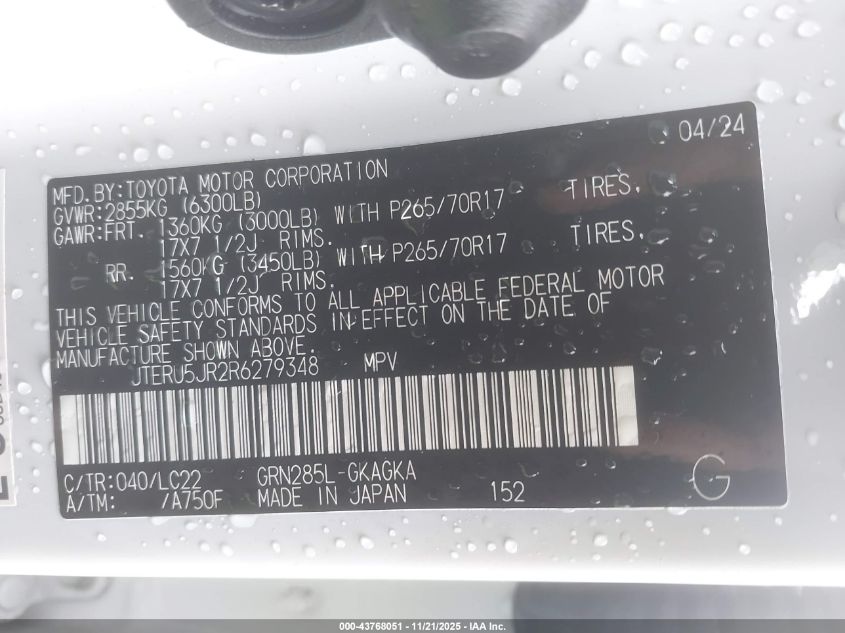 04/24
MFD.BY:TOYOTA MOTOR CORPORATION
GVWR:2855KG (6300LB)
GAWR:FRT. 1360KG (3000LB) WITH P265/70R17 TIRES,
17X7 1/2J RIMS.
RR. 1560KG (3450LB) WITH P265/70R17 TIRES,
17X7 1/2J RIMS.
THIS VEHICLE CONFORMS TO ALL APPLICABLE FEDERAL MOTOR
VEHICLE SAFETY STANDARDS IN EFFECT ON THE DATE OF
MANUFACTURE SHOWN ABOVE.
JTERU5JR2R6279348 MPV
C/TR:040/LC22 GRN285L-GKAGKA
A/TM: /A750F MADE IN JAPAN 152 G
000-43768051 - 11/21/2025 - IAA Inc.